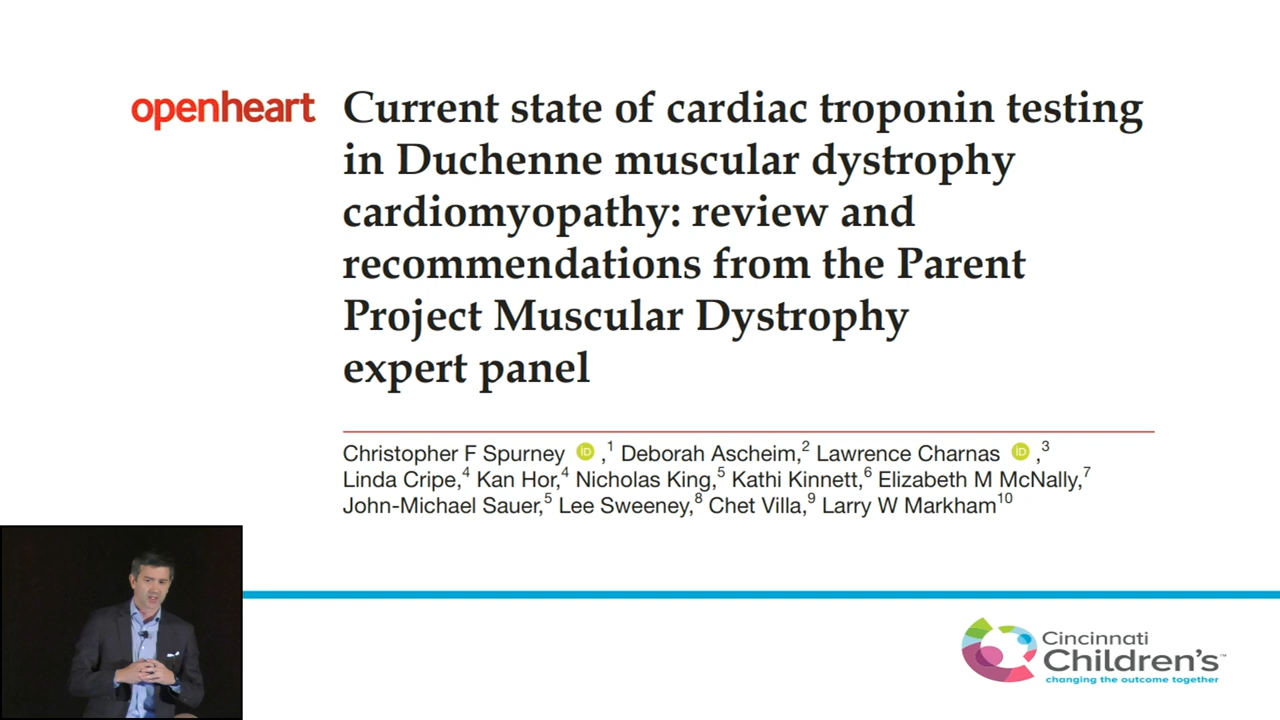 openheart
Current state of cardiac troponin testing
in Duchenne muscular dystrophy
cardiomyopathy: review and
recommendations from the Parent
Project Muscular Dystrophy
expert panel
Christopher F Spurney iD ,1 Deborah Ascheim,2 Lawrence Charnas iD ,3
Linda Cripe,4 Kan Hor,4 Nicholas King,5 Kathi Kinnett,6 Elizabeth M McNally,7
John-Michael Sauer,5 Lee Sweeney,8 Chet Villa,9 Larry W Markham10
Cincinnati
Children's™
changing the outcome together